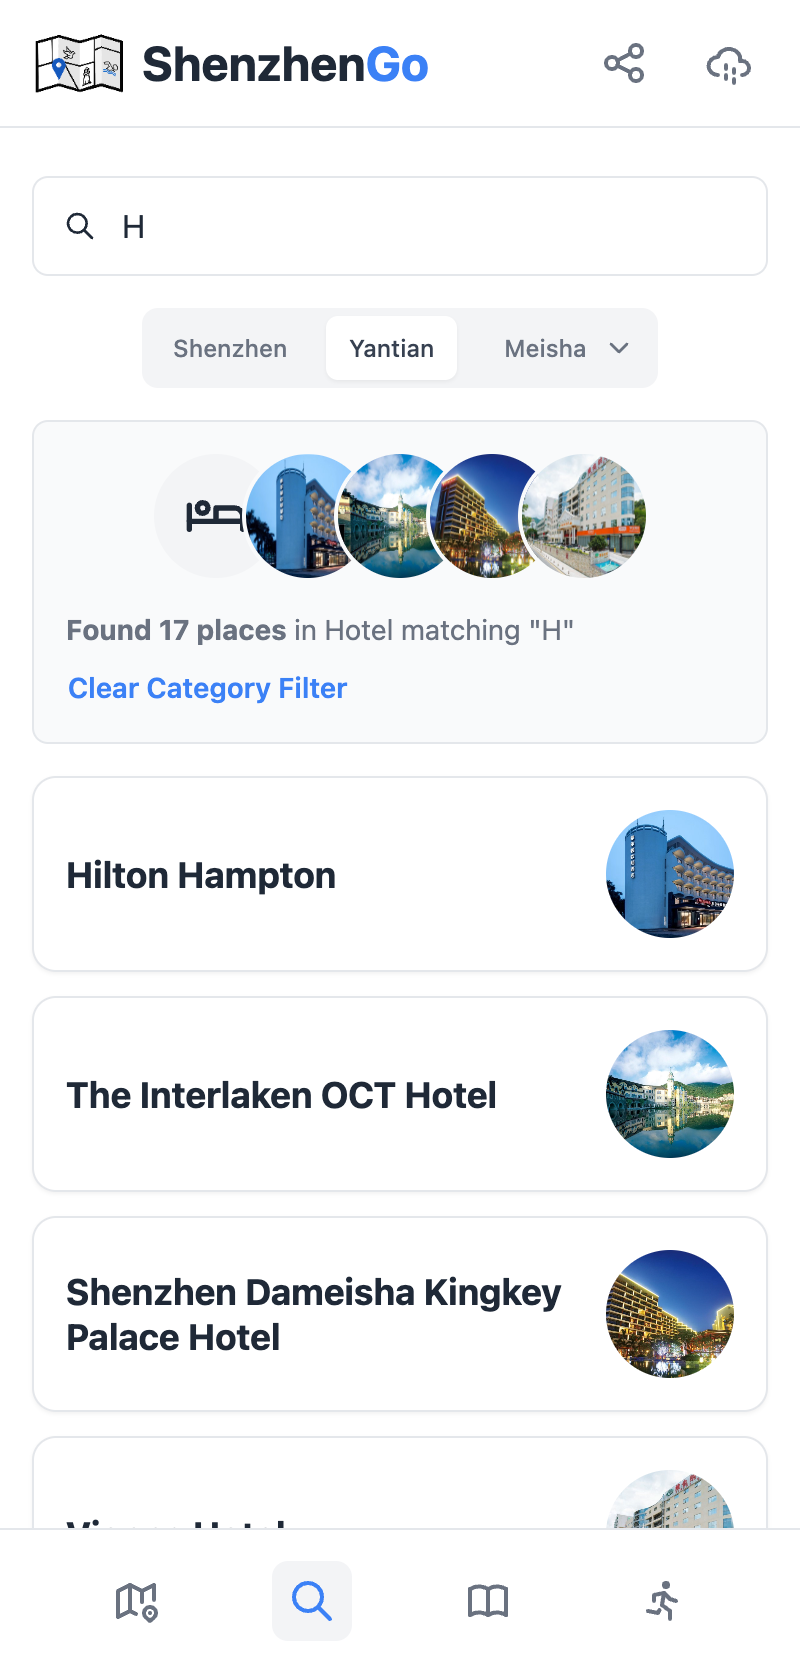 ShenzhenGo
H
Shenzhen
Yantian
Meisha
Found 17 places in Hotel matching "H"
Clear Category Filter
Hilton Hampton
The Interlaken OCT Hotel
Shenzhen Dameisha Kingkey
Palace Hotel